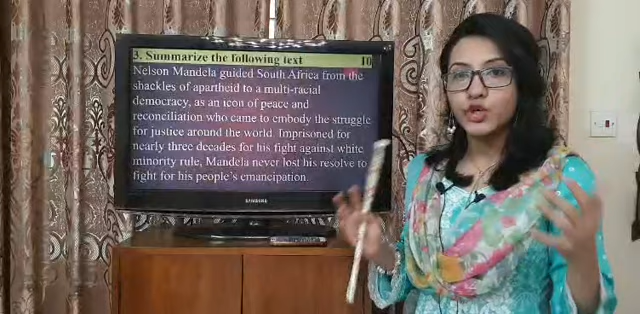 3. Summarize the following text 10
Nelson Mandela guided South Africa from the
shackles of apartheid to a multi-racial
democracy, as an icon of peace and
reconciliation who came to embody the struggle
for justice around the world. Imprisoned for
nearly three decades for his fight against white
minority rule, Mandela never lost his resolve to
fight for his people's emancipation.
SAMSUNG